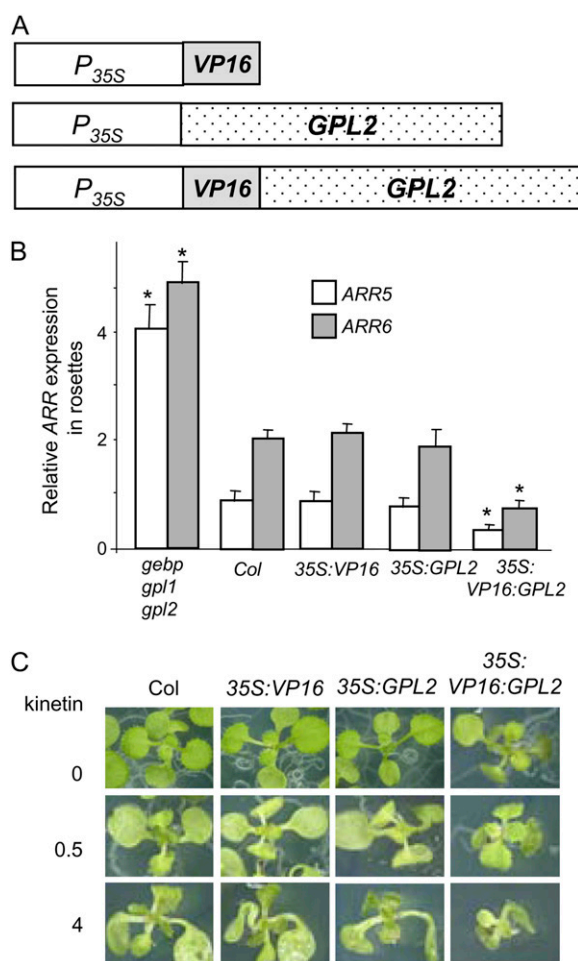 A
P35S VP16
P35S GPL2
P35S VP16 GPL2
B
Relative ARR expression
in rosettes
4
2
0
* *
* *
ARR5
ARR6
gebp
gpl1
gpl2
Col
35S:VP16
35S:GPL2
35S:
VP16:GPL2
C
kinetin
Col
35S:VP16
35S:GPL2
35S:
VP16:GPL2
0
0.5
4